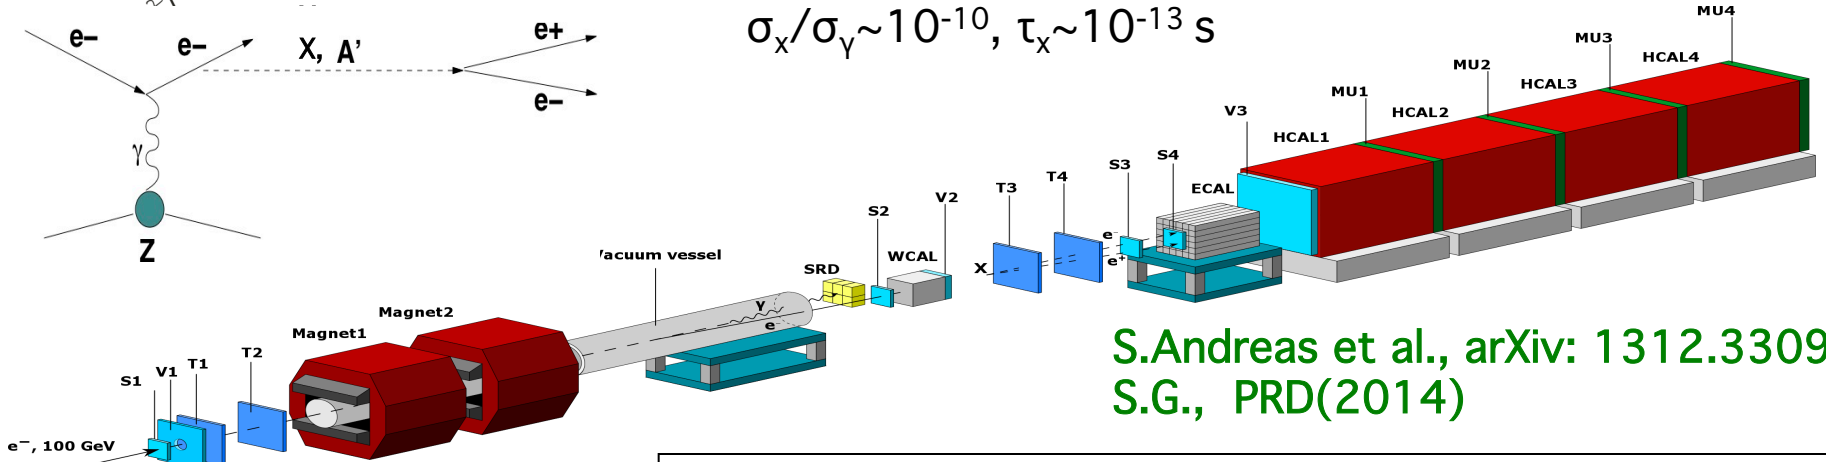 σx/σγ~10-10, τx~10-13 s
e−
e−
X, A'
e+
e−
γ
Z
MU4
MU3
HCAL4
MU2
HCAL3
MU1
HCAL2
V3
HCAL1
S4
S3
ECAL
T4
T3
e-
e+
X
V2
S2
WCAL
SRD
vessel
γ
e-
Magnet2
Magnet1
T2
T1
V1
S1
e−, 100 GeV
S.Andreas et al., arXiv: 1312.3309
S.G., PRD(2014)